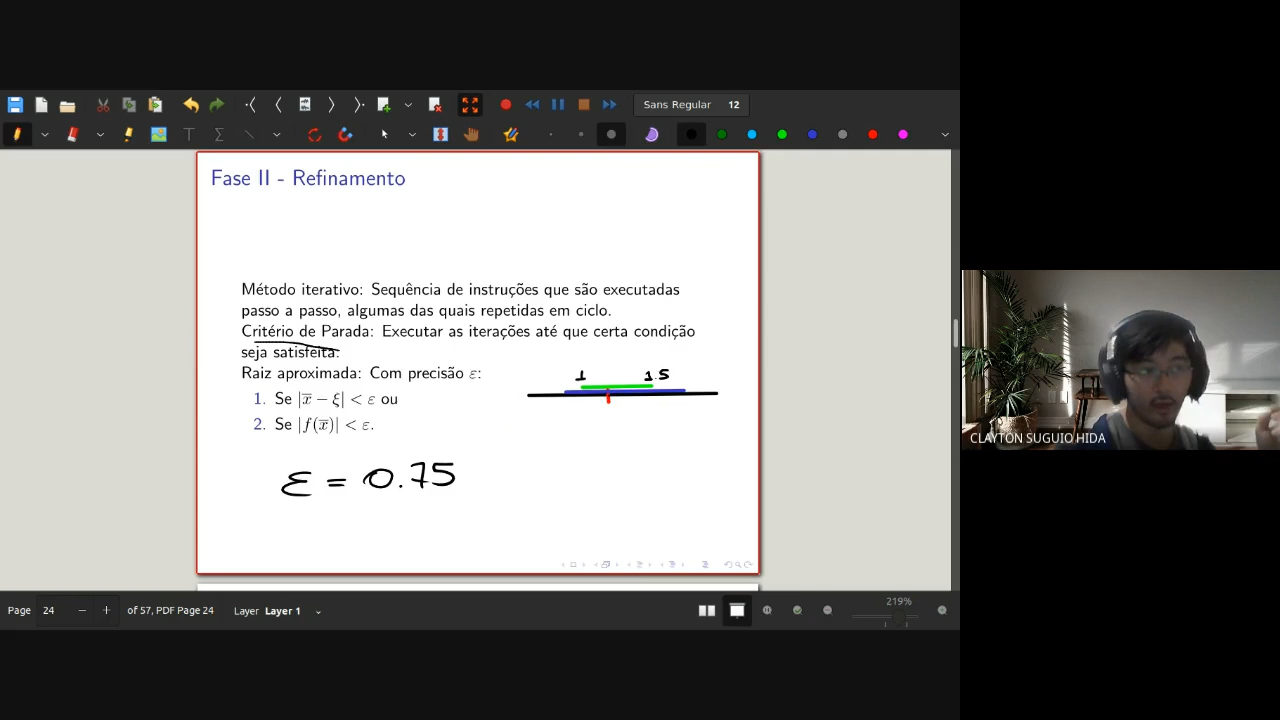 Sans Regular 12
Fase II - Refinamento
Método iterativo: Sequência de instruções que são executadas
passo a passo, algumas das quais repetidas em ciclo.
Critério de Parada: Executar as iterações até que certa condição
seja satisfeita.
Raiz aproximada: Com precisão ε:
1 1.5
1. Se |x̅ − ξ| < ε ou
2. Se |f(x̅)| < ε.
ε = 0.75
CLAYTON SUGUIO HIDA
Page 24 − + of 57, PDF Page 24 Layer Layer 1 219%